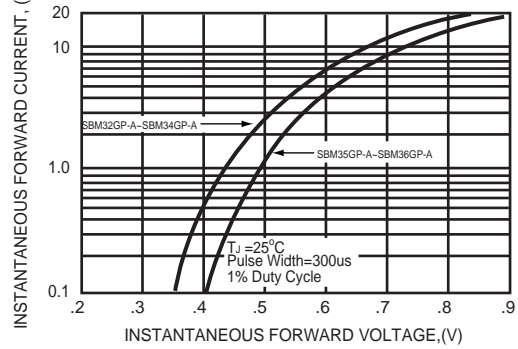 INSTANTANEOUS FORWARD CURRENT, (
20
10
1.0
0.1
SBM32GP-A~SBM34GP-A
SBM35GP-A~SBM36GP-A
TJ =25°C
Pulse Width=300us
1% Duty Cycle
.2 .3 .4 .5 .6 .7 .8 .9
INSTANTANEOUS FORWARD VOLTAGE,(V)